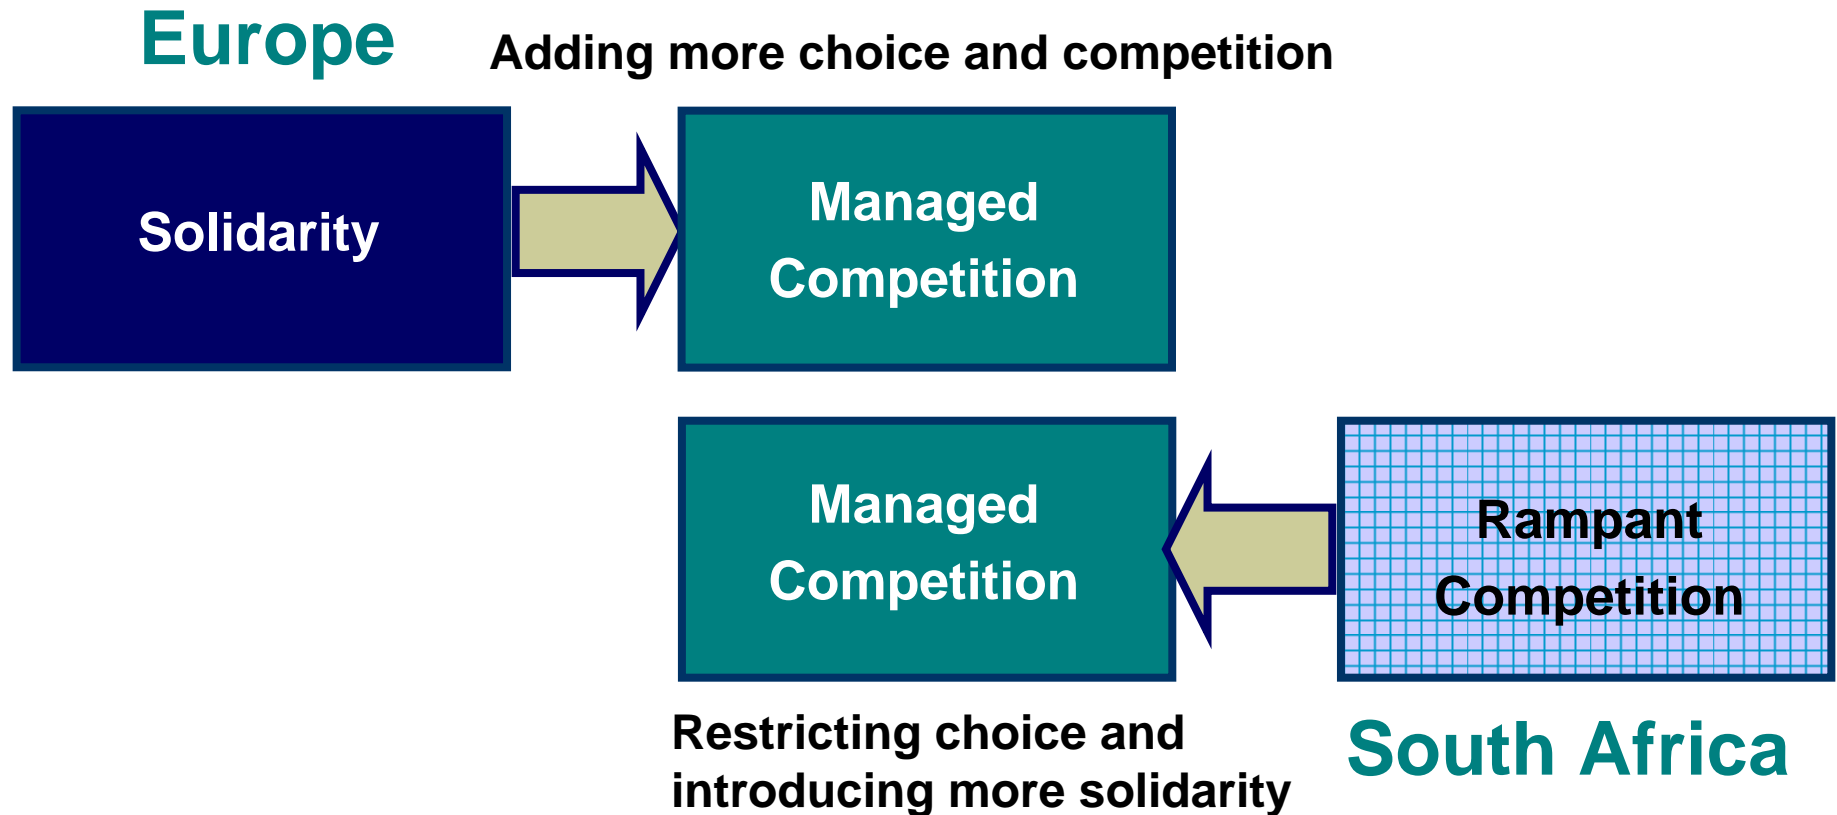 Europe
Adding more choice and competition
Solidarity
Managed
Competition
Managed
Competition
Rampant
Competition
Restricting choice and
introducing more solidarity
South Africa